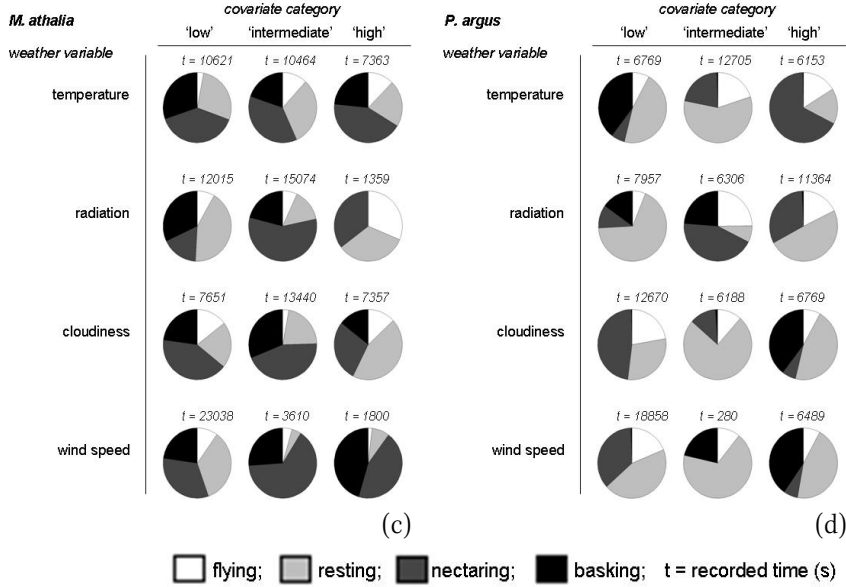 M. athalia
covariate category
'low' 'intermediate' 'high'
weather variable
t = 10621 t = 10464 t = 7363
temperature
t = 12015 t = 15074 t = 1359
radiation
t = 7651 t = 13440 t = 7357
cloudiness
t = 23038 t = 3610 t = 1800
wind speed
(c)
P. argus
covariate category
'low' 'intermediate' 'high'
weather variable
t = 6769 t = 12705 t = 6153
temperature
t = 7957 t = 6306 t = 11364
radiation
t = 12670 t = 6188 t = 6769
cloudiness
t = 18858 t = 280 t = 6489
wind speed
(d)
flying; resting; nectaring; basking; t = recorded time (s)